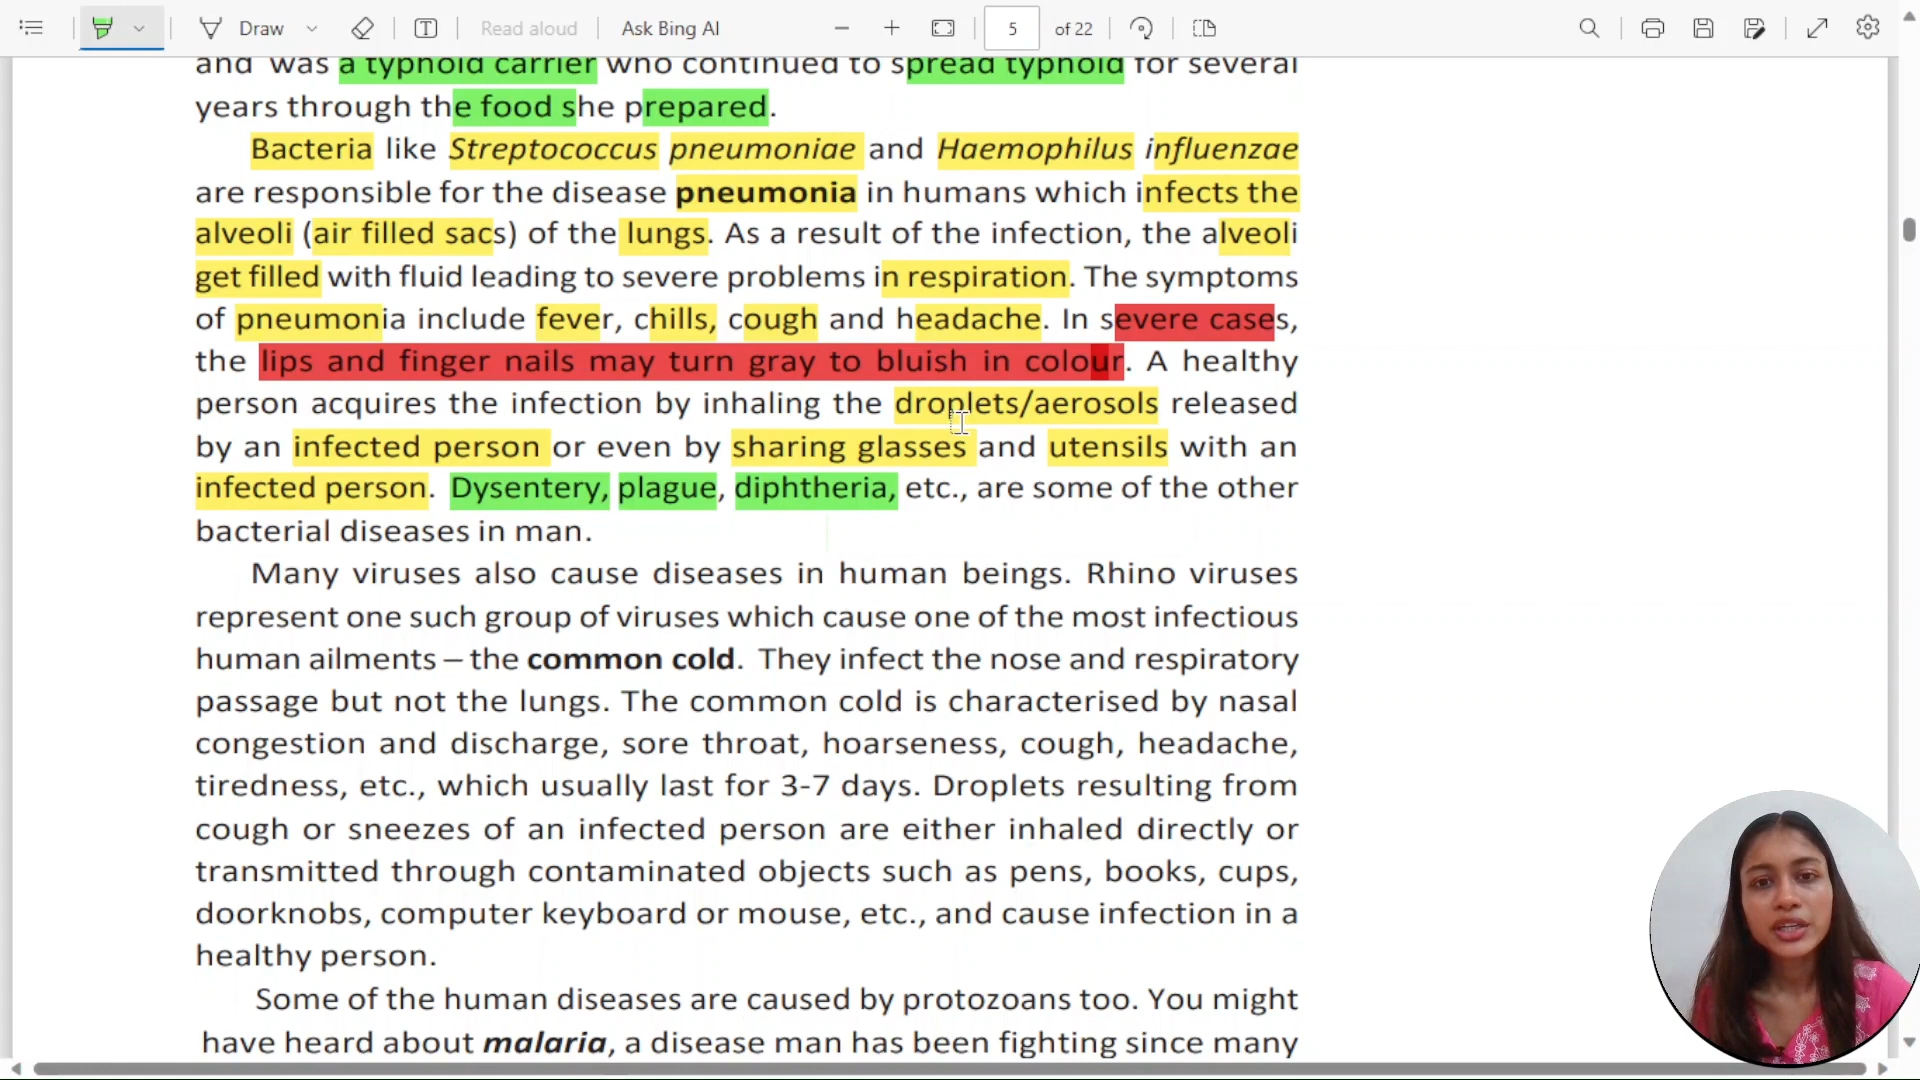 Draw
Read aloud
Ask Bing AI
5
of 22
and was a typhoid carrier who continued to spread typhoid for several
years through the food she prepared.
Bacteria like Streptococcus pneumoniae and Haemophilus influenzae
are responsible for the disease pneumonia in humans which infects the
alveoli (air filled sacs) of the lungs. As a result of the infection, the alveoli
get filled with fluid leading to severe problems in respiration. The symptoms
of pneumonia include fever, chills, cough and headache. In severe cases,
the lips and finger nails may turn gray to bluish in colour. A healthy
person acquires the infection by inhaling the droplets/aerosols released
by an infected person or even by sharing glasses and utensils with an
infected person. Dysentery, plague, diphtheria, etc., are some of the other
bacterial diseases in man.
Many viruses also cause diseases in human beings. Rhino viruses
represent one such group of viruses which cause one of the most infectious
human ailments – the common cold. They infect the nose and respiratory
passage but not the lungs. The common cold is characterised by nasal
congestion and discharge, sore throat, hoarseness, cough, headache,
tiredness, etc., which usually last for 3-7 days. Droplets resulting from
cough or sneezes of an infected person are either inhaled directly or
transmitted through contaminated objects such as pens, books, cups,
doorknobs, computer keyboard or mouse, etc., and cause infection in a
healthy person.
Some of the human diseases are caused by protozoans too. You might
have heard about malaria, a disease man has been fighting since many